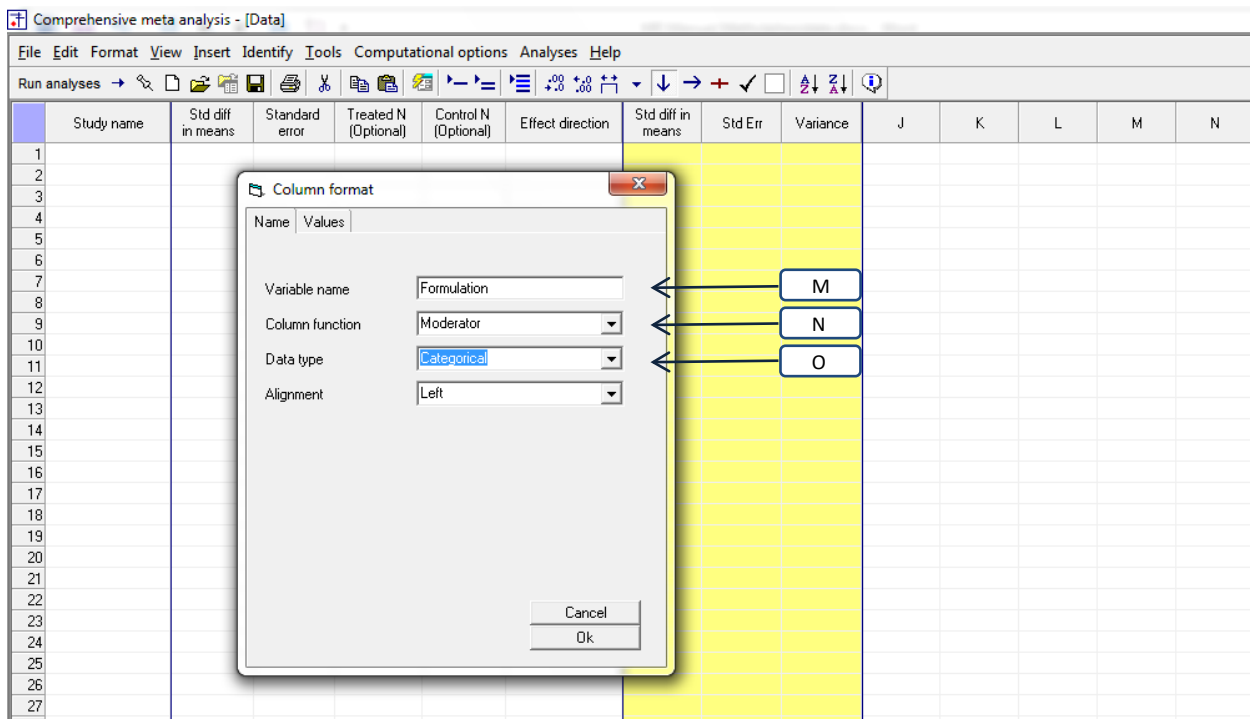 Comprehensive meta analysis - [Data]
File Edit Format View Insert Identify Tools Computational options Analyses Help
Run analyses
Study name
Std diff in means
Standard error
Treated N (Optional)
Control N (Optional)
Effect direction
Std diff in means
Std Err
Variance
J
K
L
M
N
1
2
3
4
5
6
7
8
9
10
11
12
13
14
15
16
17
18
19
20
21
22
23
24
25
26
27
Column format
Name Values
Variable name Formulation
M
Column function Moderator
N
Data type Categorical
O
Alignment Left
Cancel
Ok